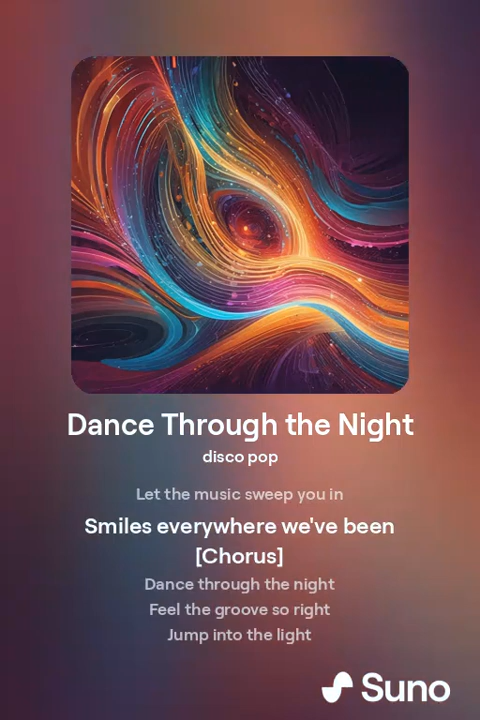 Dance Through the Night
disco pop
Let the music sweep you in
Smiles everywhere we've been
[Chorus]
Dance through the night
Feel the groove so right
Jump into the light
Suno